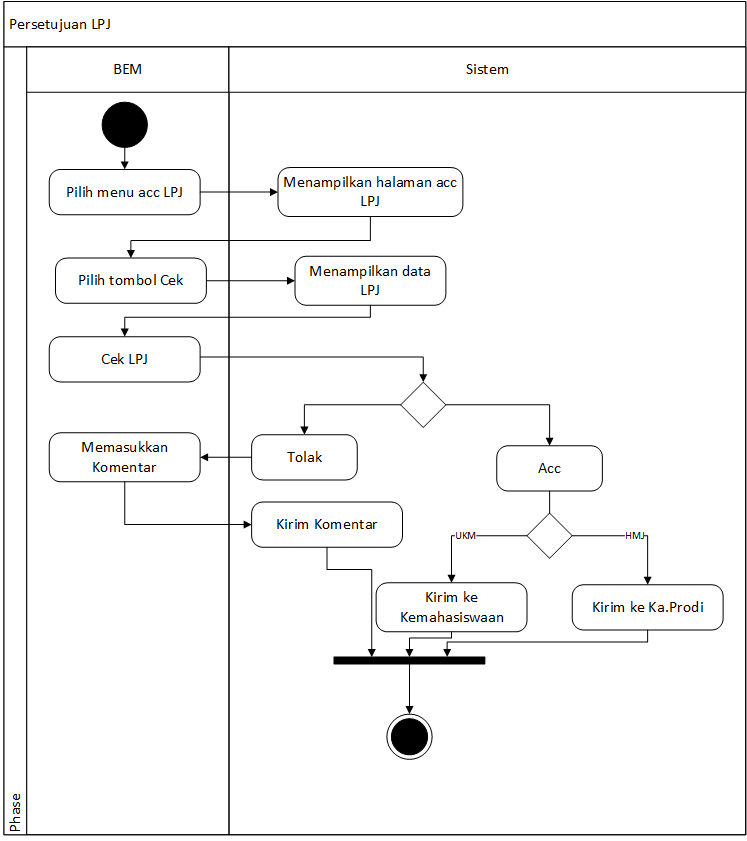 Persetujuan LPJ
BEM
Sistem
Pilih menu acc LPJ
Menampilkan halaman acc
LPJ
Pilih tombol Cek
Menampilkan data
LPJ
Cek LPJ
Memasukkan
Komentar
Tolak
Acc
Kirim Komentar
UKM
HMJ
Kirim ke
Kemahasiswaan
Kirim ke Ka.Prodi
Phase